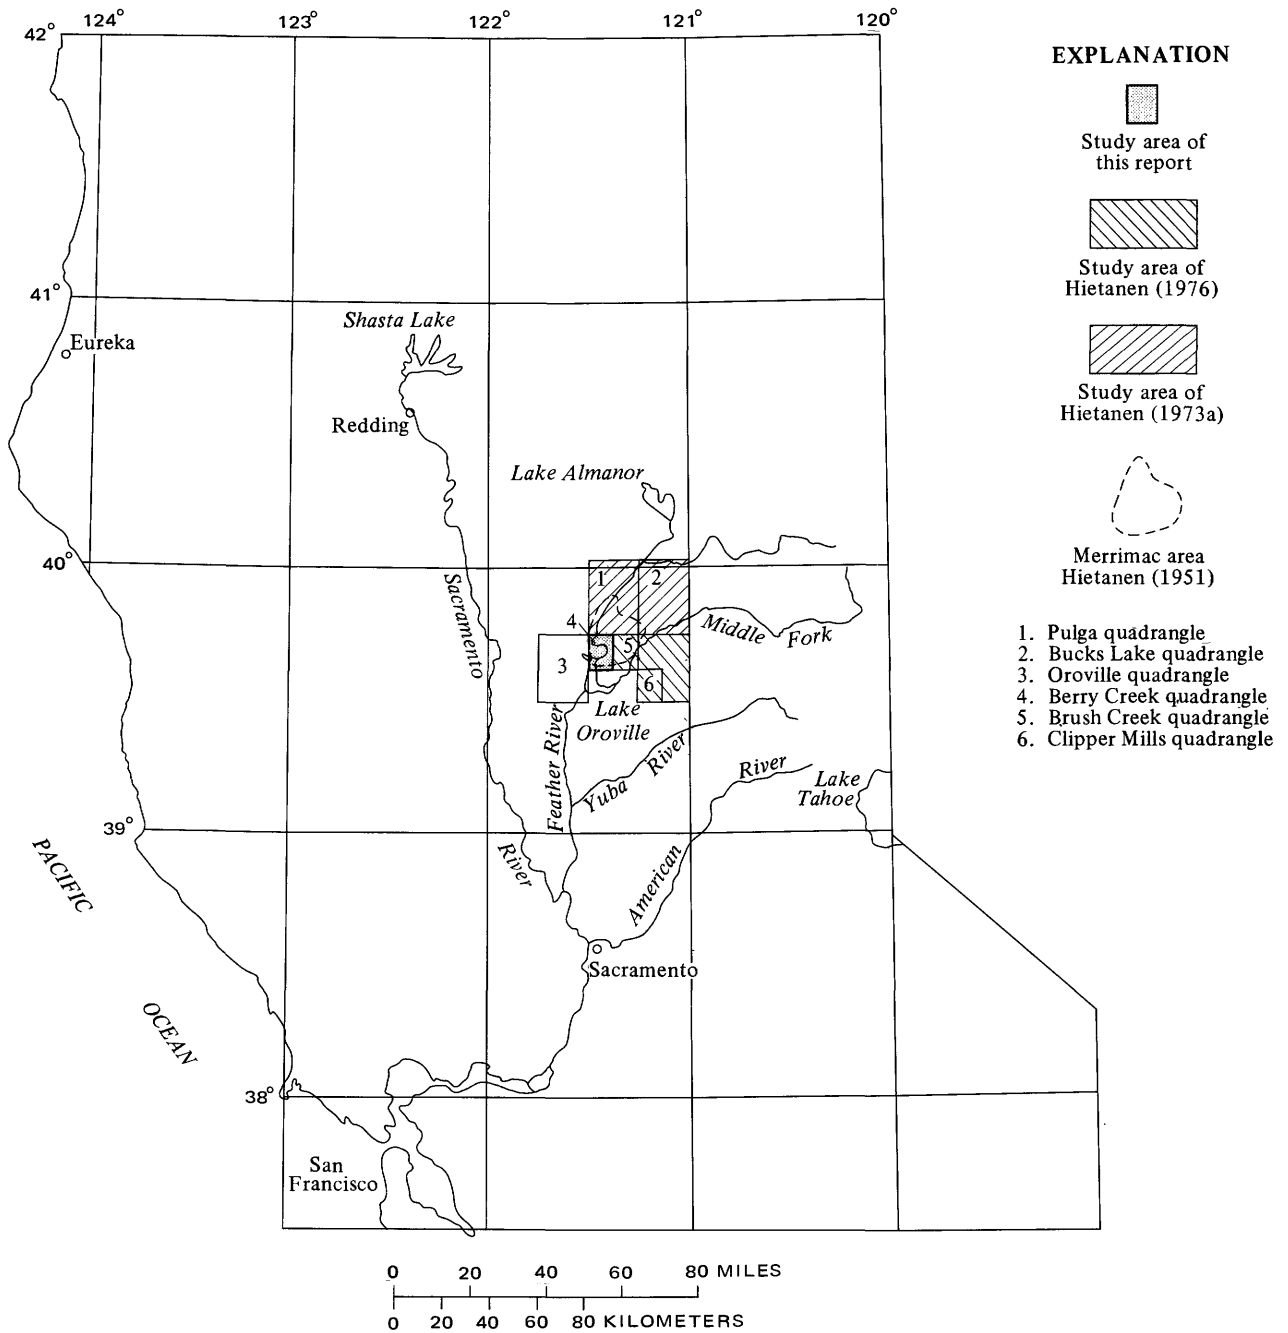 124° 123° 122° 121° 120°
42°
41°
40°
39°
38°
Eureka
Shasta Lake
Redding
Lake Almanor
Sacramento
River
1 2
4
3
5
6
Middle Fork
Lake
Oroville
Feather River
Yuba River
American River
Lake
Tahoe
Sacramento
San
Francisco
PACIFIC
OCEAN
0 20 40 60 80 MILES
0 20 40 60 80 KILOMETERS
EXPLANATION
Study area of
this report
Study area of
Hietanen (1976)
Study area of
Hietanen (1973a)
Merrimac area
Hietanen (1951)
1. Pulga quadrangle
2. Bucks Lake quadrangle
3. Oroville quadrangle
4. Berry Creek quadrangle
5. Brush Creek quadrangle
6. Clipper Mills quadrangle